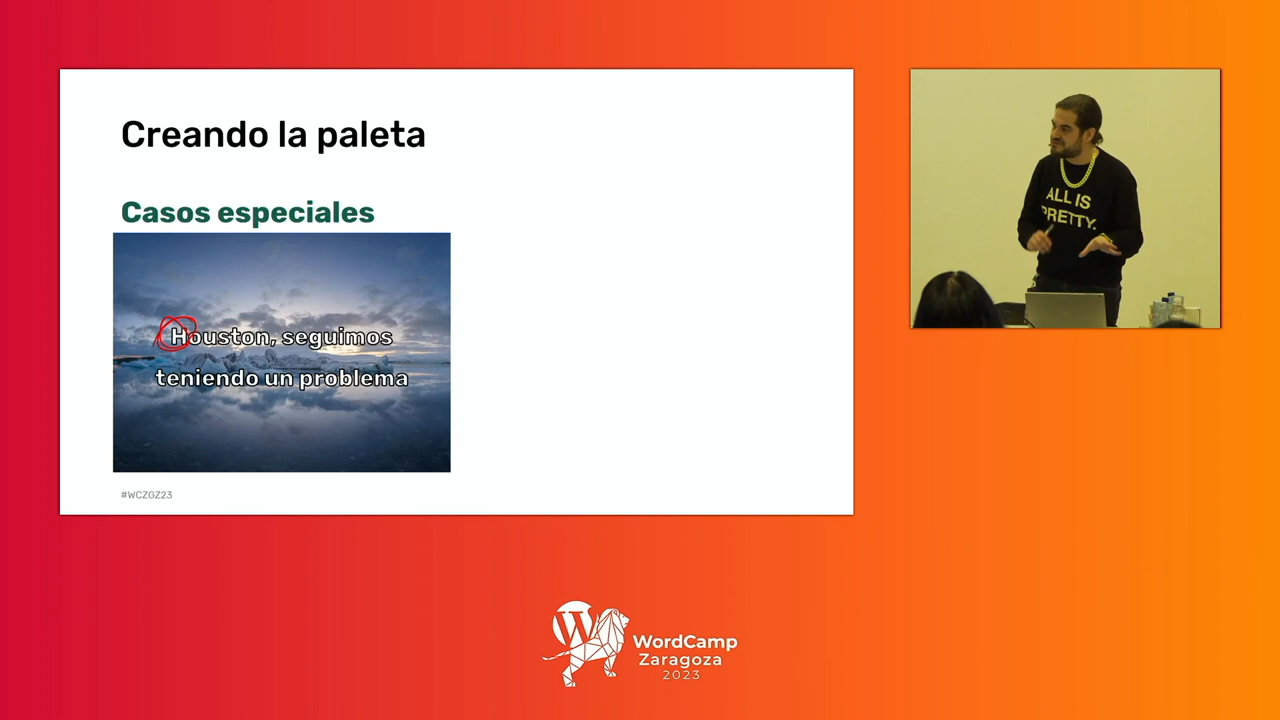 Creando la paleta
Casos especiales
Houston, seguimos
teniendo un problema
#WCZGZ23
ALL IS
PRETTY.
W
WordCamp
Zaragoza
2023